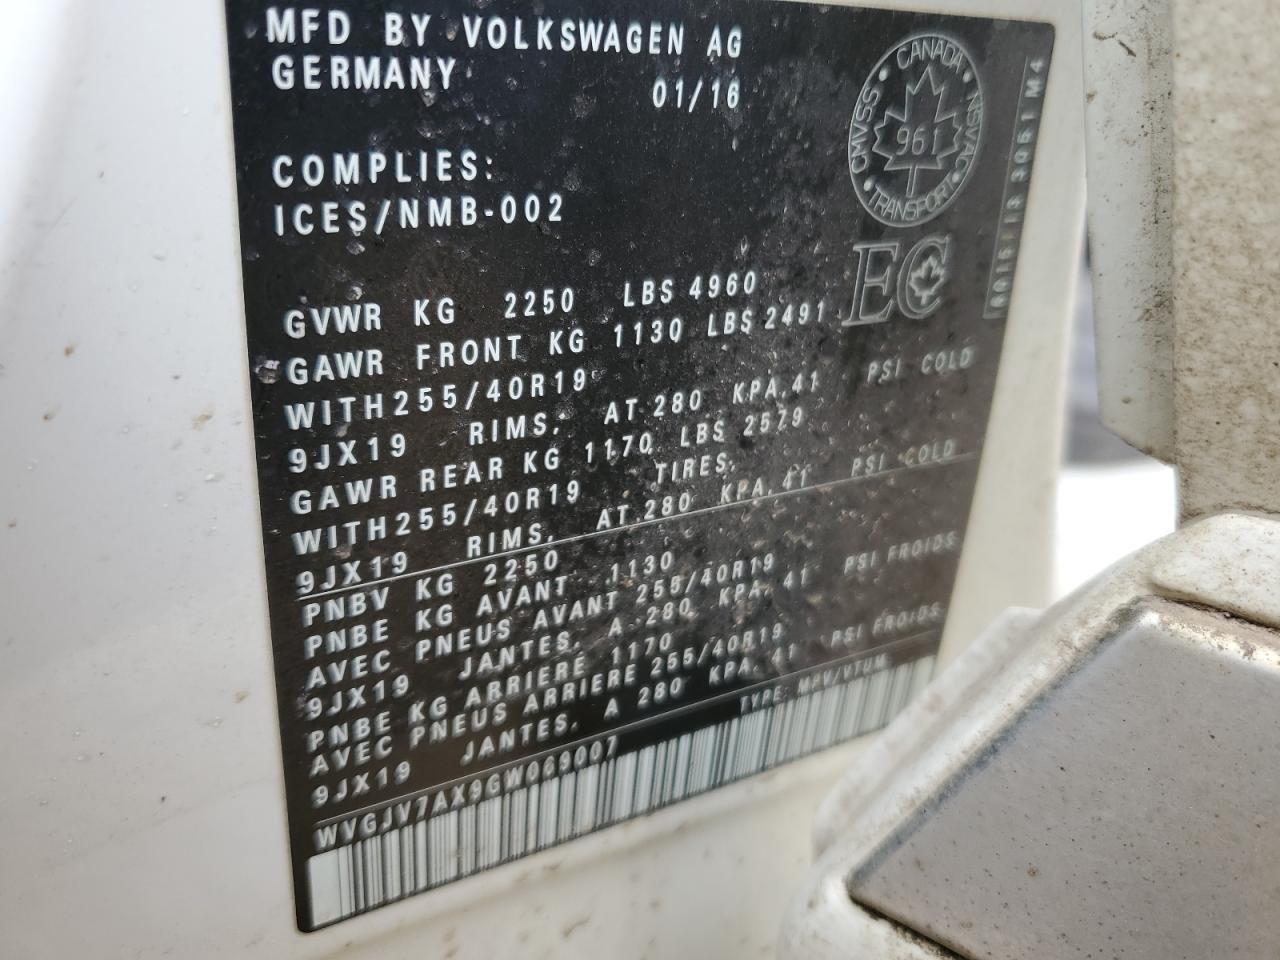 MFD BY VOLKSWAGEN AG
GERMANY 01/16
CANADA
CMVSS NSVAC
961
TRANSPORT
EC
COMPLIES:
ICES/NMB-002
GVWR KG 2250 LBS 4960
GAWR FRONT KG 1130 LBS 2491
WITH 255/40R19
9JX19 RIMS, AT 280 KPA, 41 PSI COLD
GAWR REAR KG 1170 LBS 2579
WITH 255/40R19 TIRES,
9JX19 RIMS, AT 280 KPA, 41 PSI COLD
PNBV KG 2250
PNBE KG AVANT 1130
AVEC PNEUS AVANT 255/40R19
9JX19 JANTES, A 280 KPA, 41 PSI FROIDS
PNBE KG ARRIERE 1170
AVEC PNEUS ARRIERE 255/40R19
9JX19 JANTES, A 280 KPA, 41 PSI FROIDS
WVGJV7AX9GW069007 TYPE: MPV/VTUM